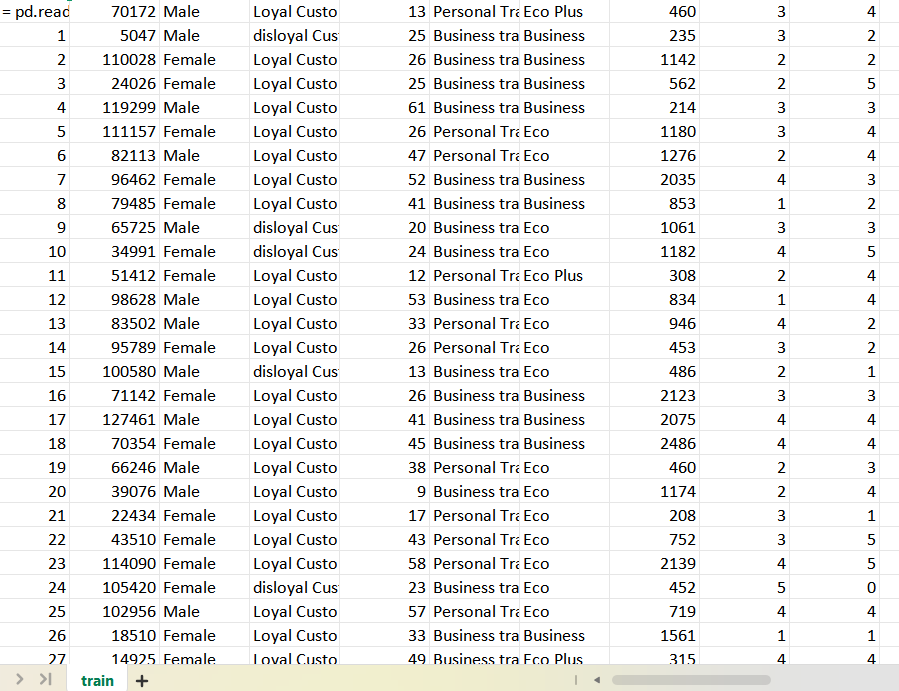 = pd.read 70172 Male Loyal Custo 13 Personal Tra Eco Plus 460 3 4
1 5047 Male disloyal Cus 25 Business tra Business 235 3 2
2 110028 Female Loyal Custo 26 Business tra Business 1142 2 2
3 24026 Female Loyal Custo 25 Business tra Business 562 2 5
4 119299 Male Loyal Custo 61 Business tra Business 214 3 3
5 111157 Female Loyal Custo 26 Personal Tra Eco 1180 3 4
6 82113 Male Loyal Custo 47 Personal Tra Eco 1276 2 4
7 96462 Female Loyal Custo 52 Business tra Business 2035 4 3
8 79485 Female Loyal Custo 41 Business tra Business 853 1 2
9 65725 Male disloyal Cus 20 Business tra Eco 1061 3 3
10 34991 Female disloyal Cus 24 Business tra Eco 1182 4 5
11 51412 Female Loyal Custo 12 Personal Tra Eco Plus 308 2 4
12 98628 Male Loyal Custo 53 Business tra Eco 834 1 4
13 83502 Male Loyal Custo 33 Personal Tra Eco 946 4 2
14 95789 Female Loyal Custo 26 Personal Tra Eco 453 3 2
15 100580 Male disloyal Cus 13 Business tra Eco 486 2 1
16 71142 Female Loyal Custo 26 Business tra Business 2123 3 3
17 127461 Male Loyal Custo 41 Business tra Business 2075 4 4
18 70354 Female Loyal Custo 45 Business tra Business 2486 4 4
19 66246 Male Loyal Custo 38 Personal Tra Eco 460 2 3
20 39076 Male Loyal Custo 9 Business tra Eco 1174 2 4
21 22434 Female Loyal Custo 17 Personal Tra Eco 208 3 1
22 43510 Female Loyal Custo 43 Personal Tra Eco 752 3 5
23 114090 Female Loyal Custo 58 Personal Tra Eco 2139 4 5
24 105420 Female disloyal Cus 23 Business tra Eco 452 5 0
25 102956 Male Loyal Custo 57 Personal Tra Eco 719 4 4
26 18510 Female Loyal Custo 33 Business tra Business 1561 1 1
27 14925 Female Loyal Custo 49 Business tra Eco Plus 315 4 4
train